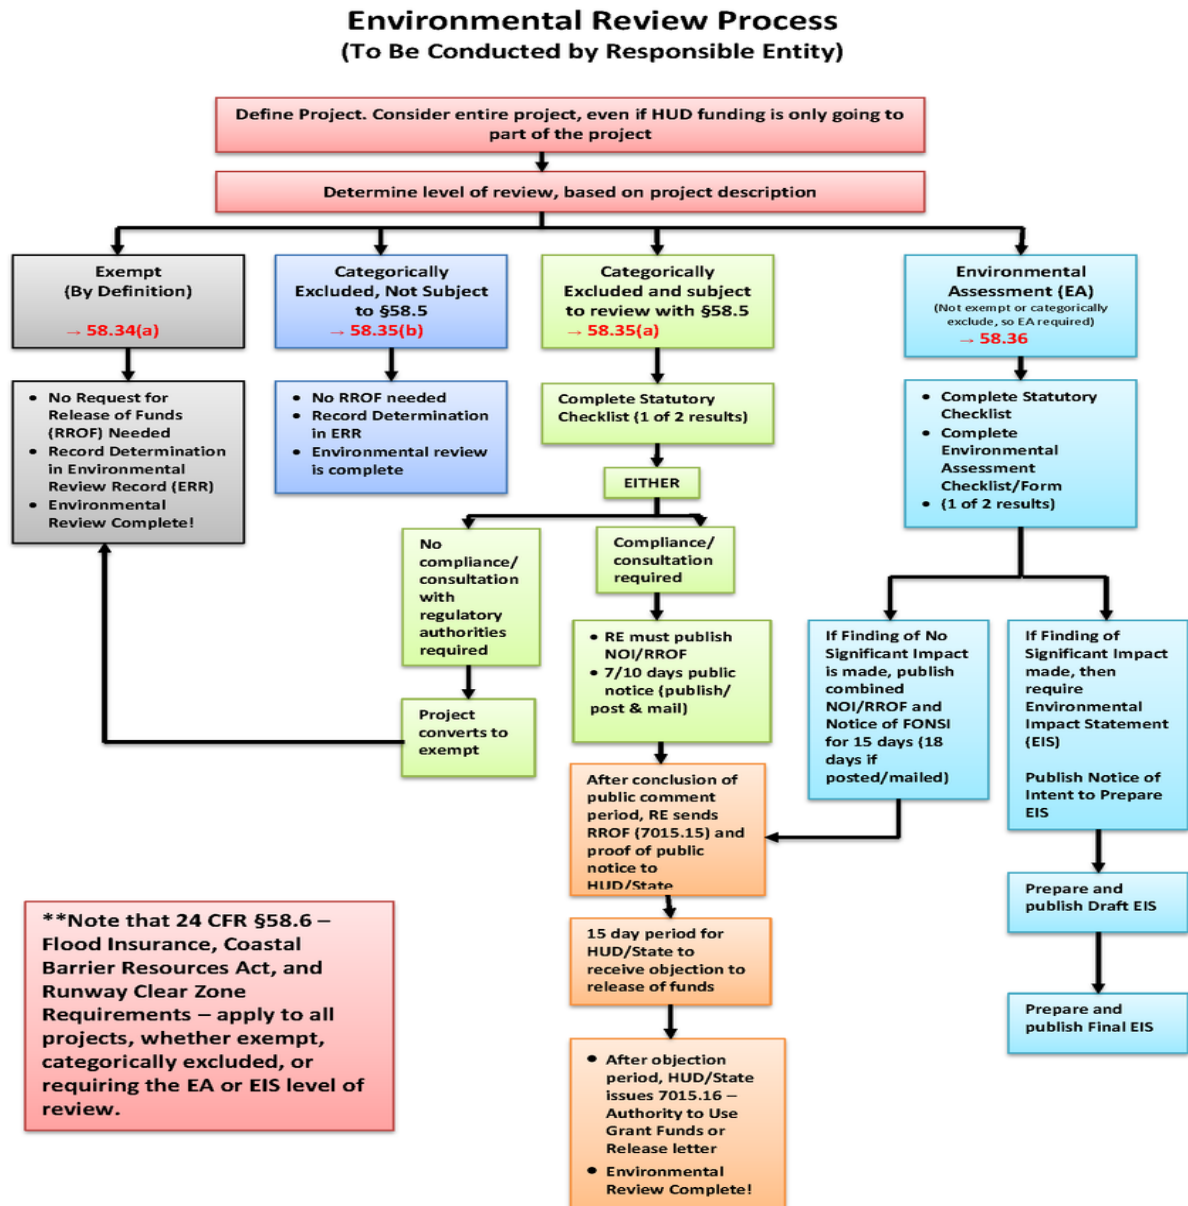 Environmental Review Process
(To Be Conducted by Responsible Entity)
Define Project. Consider entire project, even if HUD funding is only going to
part of the project
Determine level of review, based on project description
Exempt
(By Definition)
→ 58.34(a)
Categorically
Excluded, Not Subject
to §58.5
→ 58.35(b)
Categorically
Excluded and subject
to review with §58.5
→ 58.35(a)
Environmental
Assessment (EA)
(Not exempt or categorically
exclude, so EA required)
→ 58.36
• No Request for
Release of Funds
(RROF) Needed
• Record Determination
in Environmental
Review Record (ERR)
• Environmental
Review Complete!
• No RROF needed
• Record Determination
in ERR
• Environmental review
is complete
Complete Statutory
Checklist (1 of 2 results)
• Complete Statutory
Checklist
• Complete
Environmental
Assessment
Checklist/Form
• (1 of 2 results)
EITHER
No
compliance/
consultation
with
regulatory
authorities
required
Compliance/
consultation
required
Project
converts to
exempt
• RE must publish
NOI/RROF
• 7/10 days public
notice (publish/
post & mail)
If Finding of No
Significant Impact
is made, publish
combined
NOI/RROF and
Notice of FONSI
for 15 days (18
days if
posted/mailed)
If Finding of
Significant Impact
made, then
require
Environmental
Impact Statement
(EIS)
Publish Notice of
Intent to Prepare
EIS
After conclusion of
public comment
period, RE sends
RROF (7015.15) and
proof of public
notice to
HUD/State
Prepare and
publish Draft EIS
15 day period for
HUD/State to
receive objection to
release of funds
Prepare and
publish Final EIS
• After objection
period, HUD/State
issues 7015.16 –
Authority to Use
Grant Funds or
Release letter
• Environmental
Review Complete!
**Note that 24 CFR §58.6 –
Flood Insurance, Coastal
Barrier Resources Act, and
Runway Clear Zone
Requirements – apply to all
projects, whether exempt,
categorically excluded, or
requiring the EA or EIS level of
review.